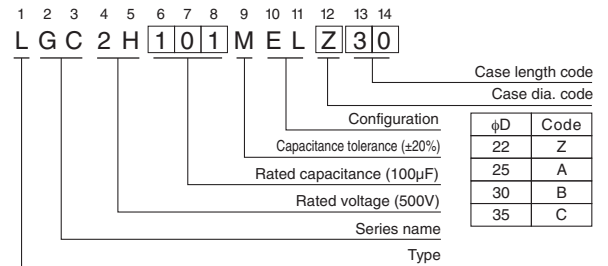 1 2 3 4 5 6 7 8 9 10 11 12 13 14
L G C 2 H 1 0 1 M E L Z 3 0
Case length code
Case dia. code
Configuration
Capacitance tolerance (±20%)
Rated capacitance (100µF)
Rated voltage (500V)
Series name
Type
ϕD Code
22 Z
25 A
30 B
35 C